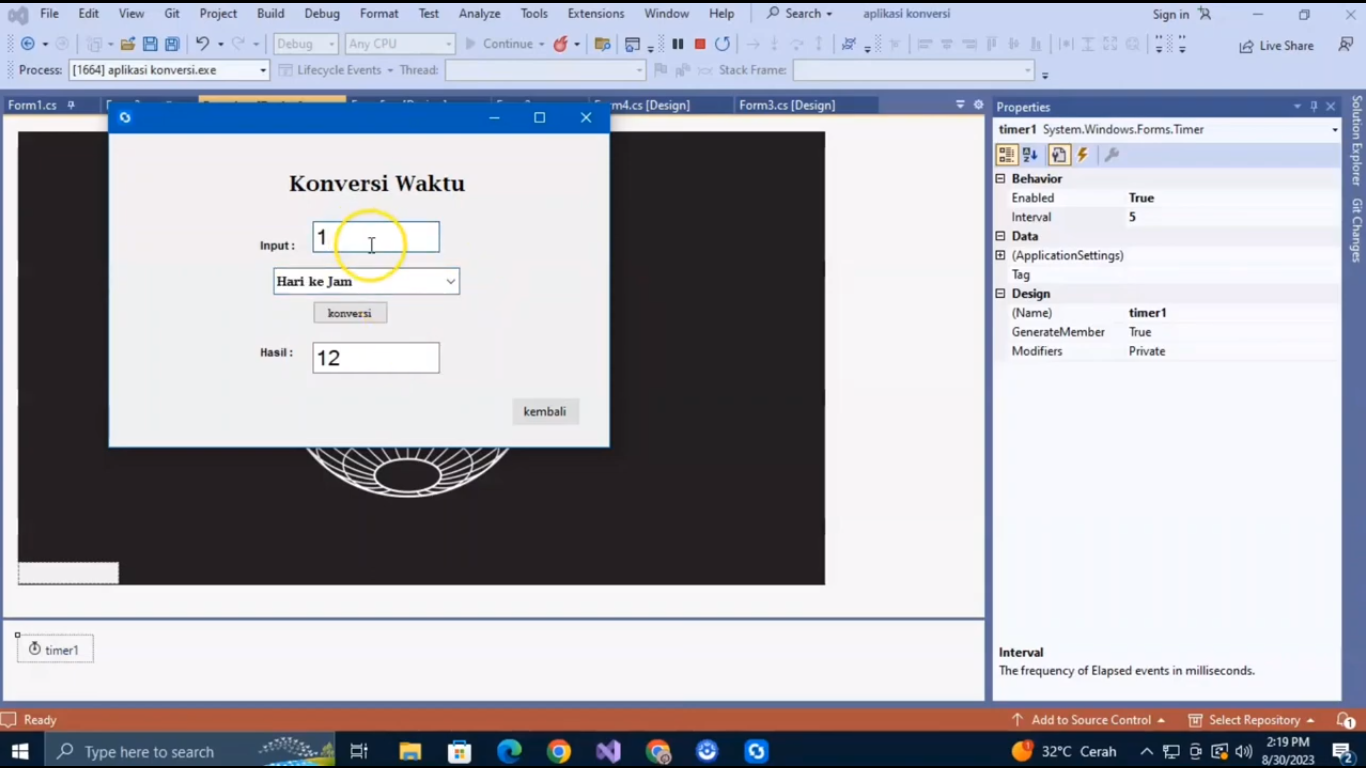 File Edit View Git Project Build Debug Format Test Analyze Tools Extensions Window Help Search aplikasi konversi Sign in
Debug Any CPU Continue Live Share
Process: [1664] aplikasi konversi.exe Lifecycle Events Thread: Stack Frame:
Form1.cs Form4.cs [Design] Form3.cs [Design]
Konversi Waktu
Input : 1
Hari ke Jam
konversi
Hasil : 12
kembali
timer1
Properties
timer1 System.Windows.Forms.Timer
Behavior
Enabled True
Interval 5
Data
(ApplicationSettings)
Tag
Design
(Name) timer1
GenerateMember True
Modifiers Private
Interval
The frequency of Elapsed events in milliseconds.
Solution Explorer
Git Changes
Ready Add to Source Control Select Repository 1
Type here to search 32°C Cerah 2:19 PM
8/30/2023 2